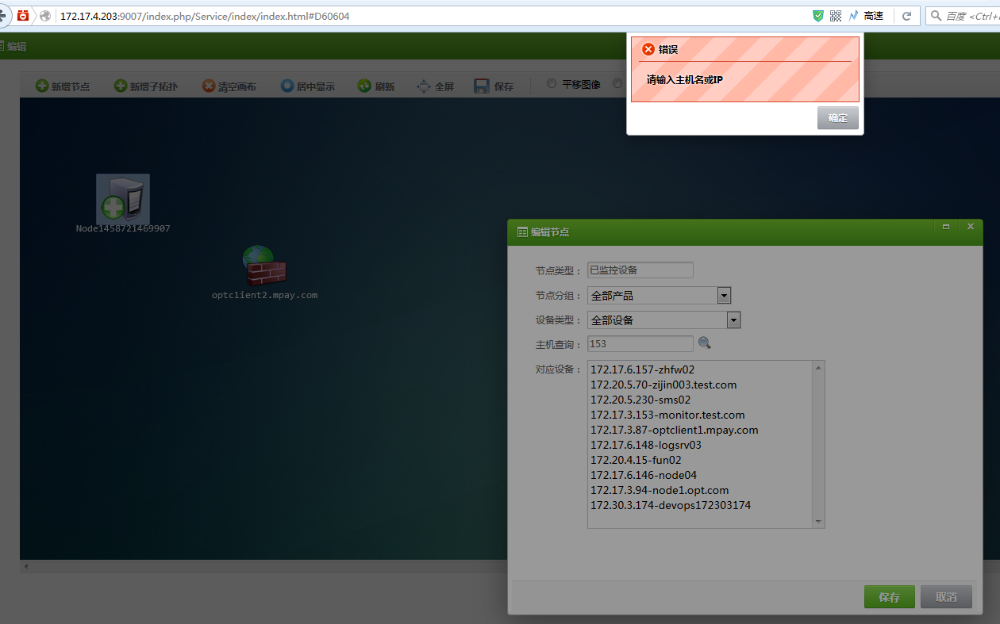 172.17.4.203:9007/index.php/Service/index/index.html#D60604
高速
百度 <Ctrl+
编辑
错误
请输入主机名或IP
确定
新增节点 新增子拓扑 清空画布 居中显示 刷新 全屏 保存 平移图像
Node1458721469907
optclient2.mpay.com
编辑节点
节点类型： 已监控设备
节点分组： 全部产品
设备类型： 全部设备
主机查询： 153
对应设备： 172.17.6.157-zhfw02
172.20.5.70-zijin003.test.com
172.20.5.230-sms02
172.17.3.153-monitor.test.com
172.17.3.87-optclient1.mpay.com
172.17.6.148-logsrv03
172.20.4.15-fun02
172.17.6.146-node04
172.17.3.94-node1.opt.com
172.30.3.174-devops172303174
保存 取消